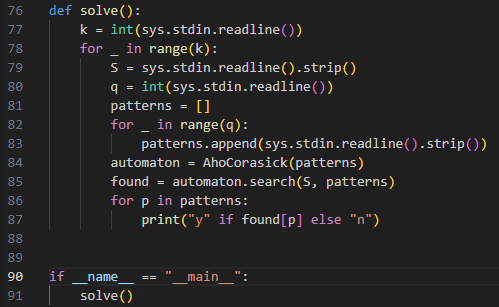 76 def solve():
77     k = int(sys.stdin.readline())
78     for _ in range(k):
79         S = sys.stdin.readline().strip()
80         q = int(sys.stdin.readline())
81         patterns = []
82         for _ in range(q):
83             patterns.append(sys.stdin.readline().strip())
84         automaton = AhoCorasick(patterns)
85         found = automaton.search(S, patterns)
86         for p in patterns:
87             print("y" if found[p] else "n")
88
89
90 if __name__ == "__main__":
91     solve()